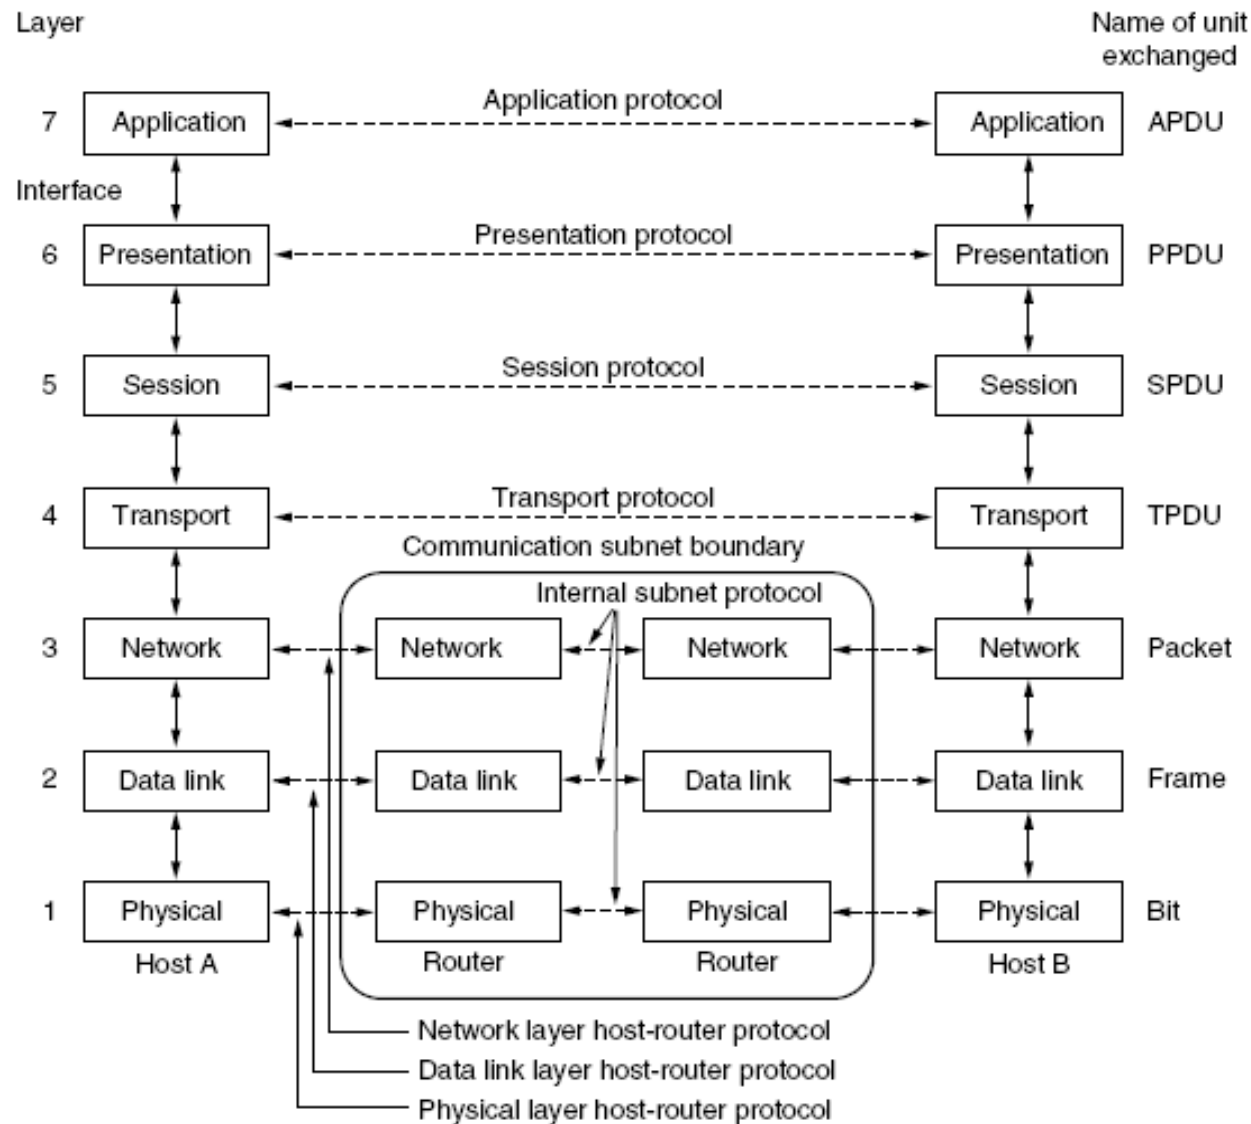 Layer
Name of unit
exchanged
Application protocol
7 Application Application APDU
Interface
Presentation protocol
6 Presentation Presentation PPDU
Session protocol
5 Session Session SPDU
Transport protocol
4 Transport Transport TPDU
Communication subnet boundary
Internal subnet protocol
3 Network Network Network Network Packet
2 Data link Data link Data link Data link Frame
1 Physical Physical Physical Physical Bit
Host A Router Router Host B
Network layer host-router protocol
Data link layer host-router protocol
Physical layer host-router protocol